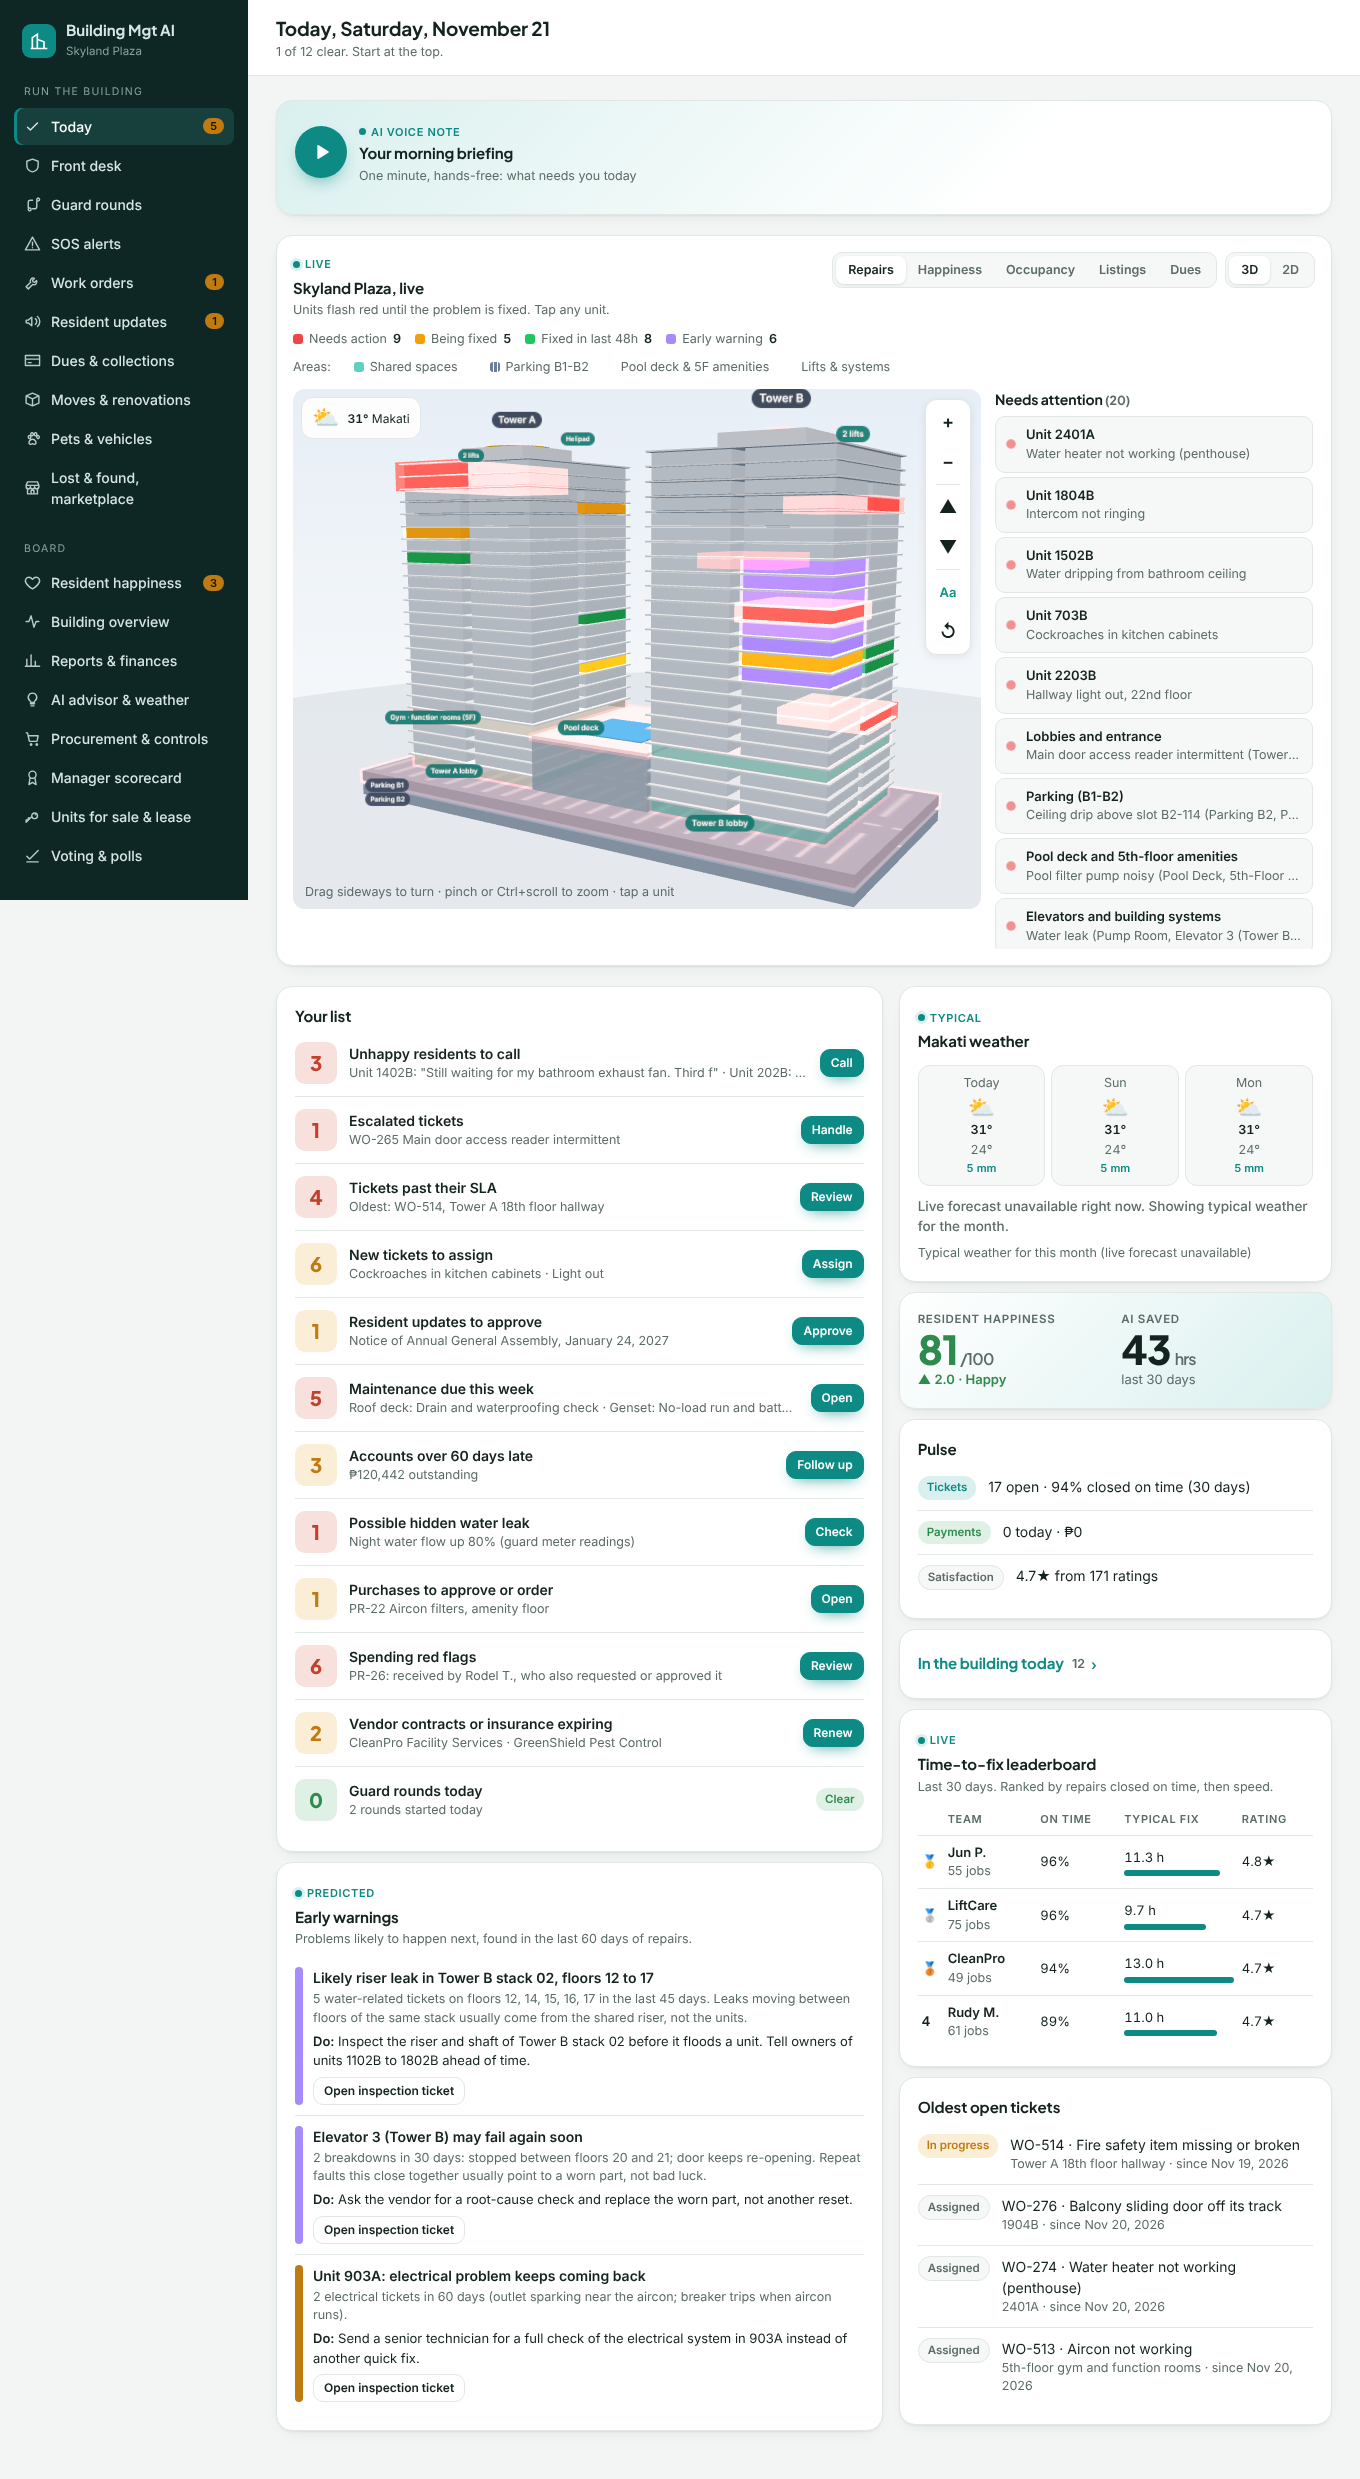 Building Mgt AI
Skyland Plaza
RUN THE BUILDING
Today 5
Front desk
Guard rounds
SOS alerts
Work orders 1
Resident updates 1
Dues & collections
Moves & renovations
Pets & vehicles
Lost & found,
marketplace
BOARD
Resident happiness 3
Building overview
Reports & finances
AI advisor & weather
Procurement & controls
Manager scorecard
Units for sale & lease
Voting & polls
Today, Saturday, November 21
1 of 12 clear. Start at the top.
AI VOICE NOTE
Your morning briefing
One minute, hands-free: what needs you today
LIVE
Skyland Plaza, live
Units flash red until the problem is fixed. Tap any unit.
Repairs Happiness Occupancy Listings Dues 3D 2D
Needs action 9 Being fixed 5 Fixed in last 48h 8 Early warning 6
Areas: Shared spaces Parking B1-B2 Pool deck & 5F amenities Lifts & systems
31° Makati
Tower A
Tower B
Helipad
2 lifts
2 lifts
Gym · function rooms (5F)
Pool deck
Tower A lobby
Parking B1
Parking B2
Tower B lobby
+
−
Aa
Drag sideways to turn · pinch or Ctrl+scroll to zoom · tap a unit
Needs attention (20)
Unit 2401A
Water heater not working (penthouse)
Unit 1804B
Intercom not ringing
Unit 1502B
Water dripping from bathroom ceiling
Unit 703B
Cockroaches in kitchen cabinets
Unit 2203B
Hallway light out, 22nd floor
Lobbies and entrance
Main door access reader intermittent (Tower...
Parking (B1-B2)
Ceiling drip above slot B2-114 (Parking B2, P...
Pool deck and 5th-floor amenities
Pool filter pump noisy (Pool Deck, 5th-Floor ...
Elevators and building systems
Water leak (Pump Room, Elevator 3 (Tower B...
Your list
3 Unhappy residents to call
Unit 1402B: "Still waiting for my bathroom exhaust fan. Third f" · Unit 202B: ...
Call
1 Escalated tickets
WO-265 Main door access reader intermittent
Handle
4 Tickets past their SLA
Oldest: WO-514, Tower A 18th floor hallway
Review
6 New tickets to assign
Cockroaches in kitchen cabinets · Light out
Assign
1 Resident updates to approve
Notice of Annual General Assembly, January 24, 2027
Approve
5 Maintenance due this week
Roof deck: Drain and waterproofing check · Genset: No-load run and batt...
Open
3 Accounts over 60 days late
₱120,442 outstanding
Follow up
1 Possible hidden water leak
Night water flow up 80% (guard meter readings)
Check
1 Purchases to approve or order
PR-22 Aircon filters, amenity floor
Open
6 Spending red flags
PR-26: received by Rodel T., who also requested or approved it
Review
2 Vendor contracts or insurance expiring
CleanPro Facility Services · GreenShield Pest Control
Renew
0 Guard rounds today
2 rounds started today
Clear
PREDICTED
Early warnings
Problems likely to happen next, found in the last 60 days of repairs.
Likely riser leak in Tower B stack 02, floors 12 to 17
5 water-related tickets on floors 12, 14, 15, 16, 17 in the last 45 days. Leaks moving between
floors of the same stack usually come from the shared riser, not the units.
Do: Inspect the riser and shaft of Tower B stack 02 before it floods a unit. Tell owners of
units 1102B to 1802B ahead of time.
Open inspection ticket
Elevator 3 (Tower B) may fail again soon
2 breakdowns in 30 days: stopped between floors 20 and 21; door keeps re-opening. Repeat
faults this close together usually point to a worn part, not bad luck.
Do: Ask the vendor for a root-cause check and replace the worn part, not another reset.
Open inspection ticket
Unit 903A: electrical problem keeps coming back
2 electrical tickets in 60 days (outlet sparking near the aircon; breaker trips when aircon
runs).
Do: Send a senior technician for a full check of the electrical system in 903A instead of
another quick fix.
Open inspection ticket
TYPICAL
Makati weather
Today Sun Mon
31° 31° 31°
24° 24° 24°
5 mm 5 mm 5 mm
Live forecast unavailable right now. Showing typical weather
for the month.
Typical weather for this month (live forecast unavailable)
RESIDENT HAPPINESS AI SAVED
81/100 43 hrs
▲ 2.0 · Happy last 30 days
Pulse
Tickets 17 open · 94% closed on time (30 days)
Payments 0 today · ₱0
Satisfaction 4.7★ from 171 ratings
In the building today 12 ›
LIVE
Time-to-fix leaderboard
Last 30 days. Ranked by repairs closed on time, then speed.
TEAM ON TIME TYPICAL FIX RATING
Jun P. 96% 11.3 h 4.8★
55 jobs
LiftCare 96% 9.7 h 4.7★
75 jobs
CleanPro 94% 13.0 h 4.7★
49 jobs
4 Rudy M. 89% 11.0 h 4.7★
61 jobs
Oldest open tickets
In progress WO-514 · Fire safety item missing or broken
Tower A 18th floor hallway · since Nov 19, 2026
Assigned WO-276 · Balcony sliding door off its track
1904B · since Nov 20, 2026
Assigned WO-274 · Water heater not working
(penthouse)
2401A · since Nov 20, 2026
Assigned WO-513 · Aircon not working
5th-floor gym and function rooms · since Nov 20,
2026